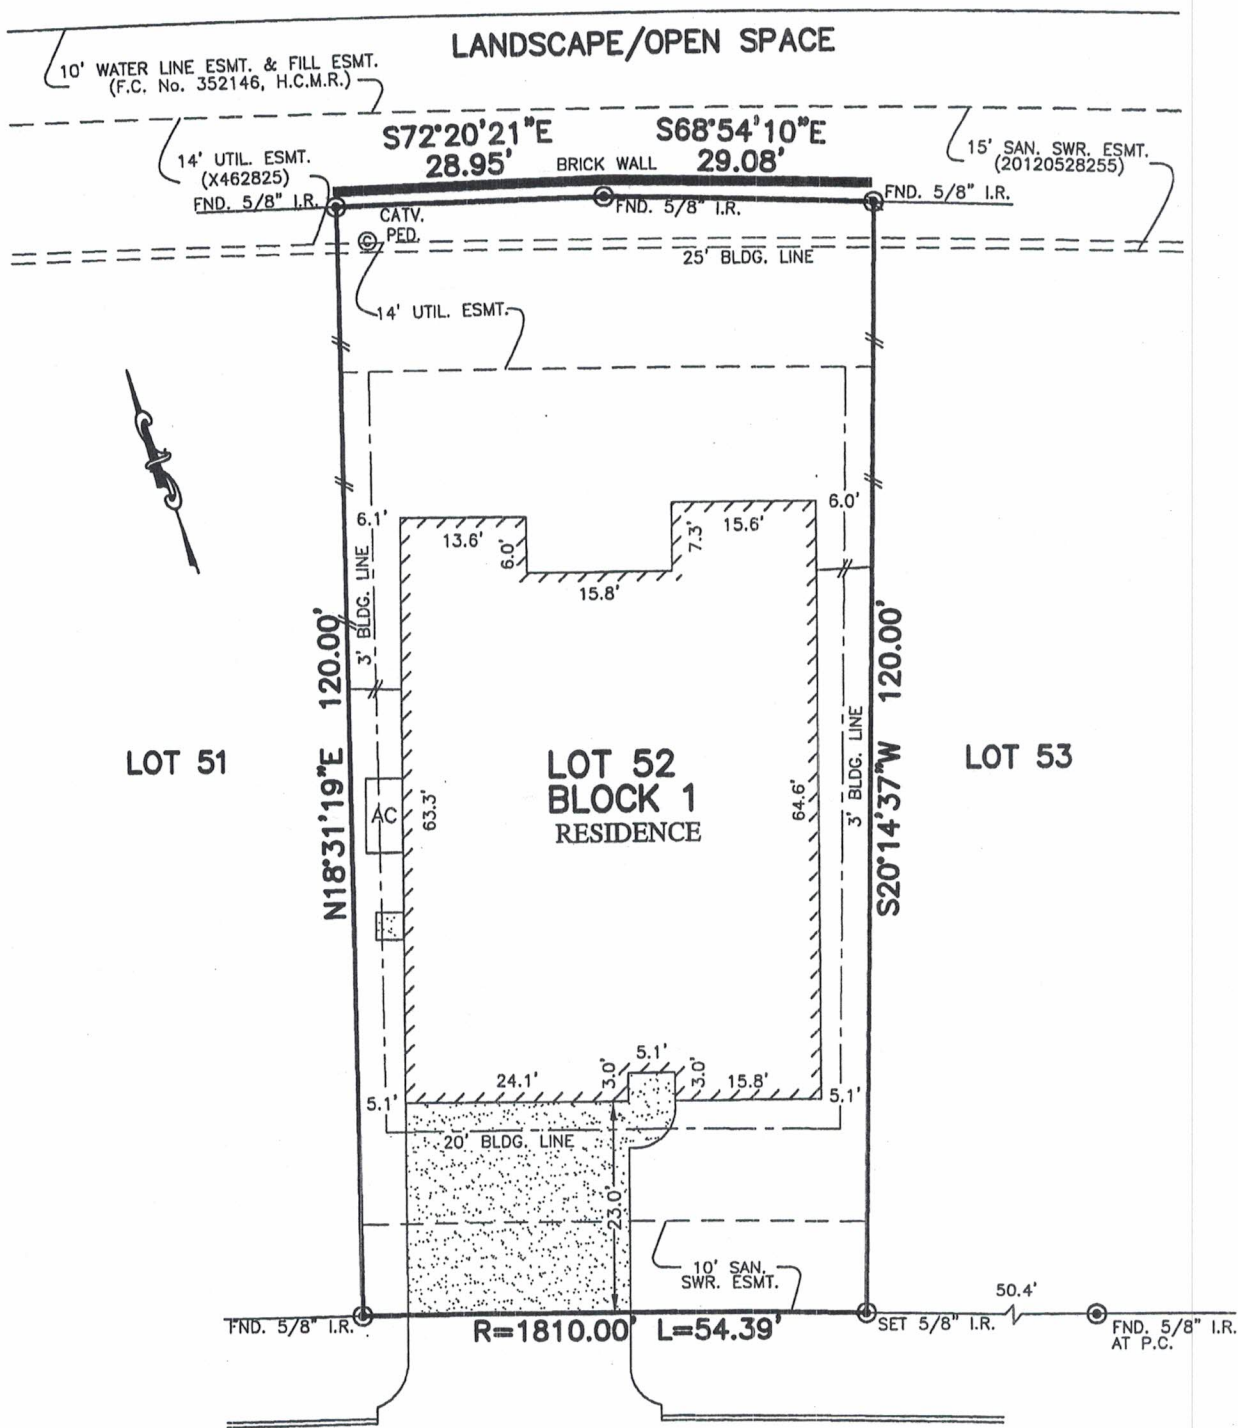 LANDSCAPE/OPEN SPACE
10' WATER LINE ESMT. & FILL ESMT.
(F.C. No. 352146, H.C.M.R.)
S72°20'21"E
28.95'
S68°54'10"E
29.08'
BRICK WALL
14' UTIL. ESMT.
(X462825)
15' SAN. SWR. ESMT.
(20120528255)
FND. 5/8" I.R.
FND. 5/8" I.R.
FND. 5/8" I.R.
CATV.
PED.
C
25' BLDG. LINE
14' UTIL. ESMT.
6.1'
13.6'
6.0'
15.8'
7.3'
15.6'
6.0'
3' BLDG. LINE
N18°31'19"E 120.00'
S20°14'37"W 120.00'
3' BLDG. LINE
LOT 51
LOT 52
BLOCK 1
RESIDENCE
LOT 53
AC
63.3'
64.6'
5.1'
24.1'
3.0'
5.1'
3.0'
15.8'
5.1'
20' BLDG. LINE
23.0'
10' SAN.
SWR. ESMT.
50.4'
FND. 5/8" I.R.
R=1810.00' L=54.39'
SET 5/8" I.R.
FND. 5/8" I.R.
AT P.C.